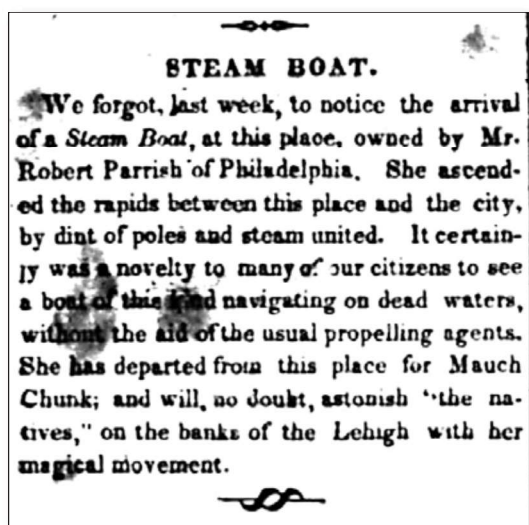 STEAM BOAT.
We forgot, last week, to notice the arrival
of a Steam Boat, at this place, owned by Mr.
Robert Parrish of Philadelphia. She ascend-
ed the rapids between this place and the city,
by dint of poles and steam united. It certain-
ly was a novelty to many of our citizens to see
a boat of this kind navigating on dead waters,
without the aid of the usual propelling agents.
She has departed from this place for Mauch
Chunk; and will, no doubt, astonish "the na-
tives," on the banks of the Lehigh with her
magical movement.